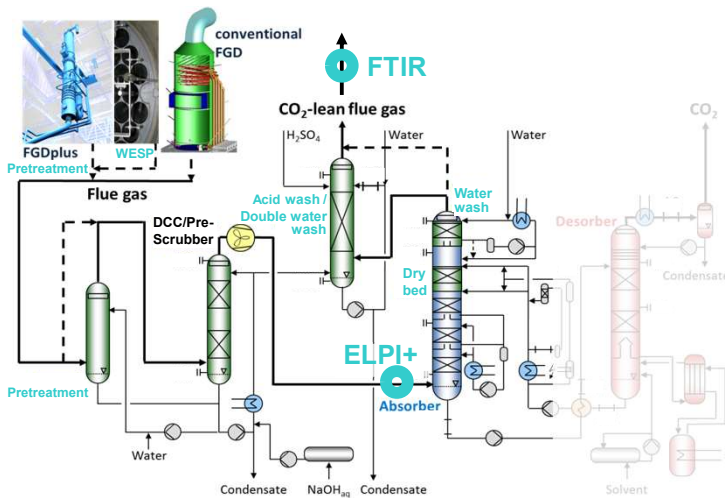 conventional
FGD
FTIR
CO2-lean flue gas
CO2
FGDplus
WESP
Pretreatment
H2SO4
Water
Water
Flue gas
Acid wash /
Double water
wash
Water
wash
Desorber
DCC/Pre-
Scrubber
Dry
bed
Condensate
ELPI+
Pretreatment
Absorber
Water
Condensate
NaOHaq
Condensate
Solvent